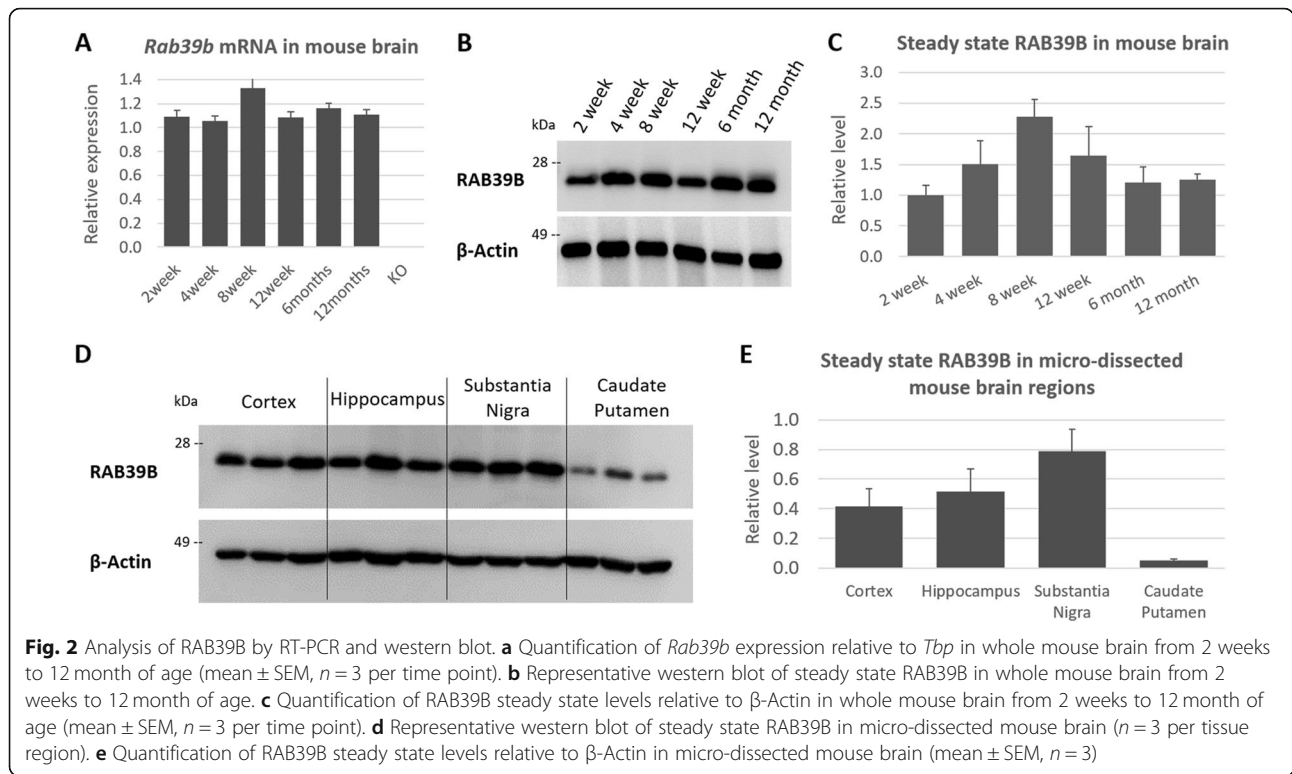 A
Rab39b mRNA in mouse brain
Relative expression
1.4
1.2
1.0
0.8
0.6
0.4
0.2
0.0
2week
4week
8week
12week
6months
12months
KO
B
2 week
4 week
8 week
12 week
6 month
12 month
kDa
28 --
RAB39B
49 --
β-Actin
C
Steady state RAB39B in mouse brain
Relative level
3.0
2.5
2.0
1.5
1.0
0.5
0.0
2 week
4 week
8 week
12 week
6 month
12 month
D
kDa
Cortex
Hippocampus
Substantia
Nigra
Caudate
Putamen
28 --
RAB39B
49 --
β-Actin
E
Steady state RAB39B in micro-dissected
mouse brain regions
Relative level
1.0
0.8
0.6
0.4
0.2
0.0
Cortex
Hippocampus
Substantia
Nigra
Caudate
Putamen
Fig. 2 Analysis of RAB39B by RT-PCR and western blot. a Quantification of Rab39b expression relative to Tbp in whole mouse brain from 2 weeks
to 12 month of age (mean ± SEM, n = 3 per time point). b Representative western blot of steady state RAB39B in whole mouse brain from 2
weeks to 12 month of age. c Quantification of RAB39B steady state levels relative to β-Actin in whole mouse brain from 2 weeks to 12 month of
age (mean ± SEM, n = 3 per time point). d Representative western blot of steady state RAB39B in micro-dissected mouse brain (n = 3 per tissue
region). e Quantification of RAB39B steady state levels relative to β-Actin in micro-dissected mouse brain (mean ± SEM, n = 3)